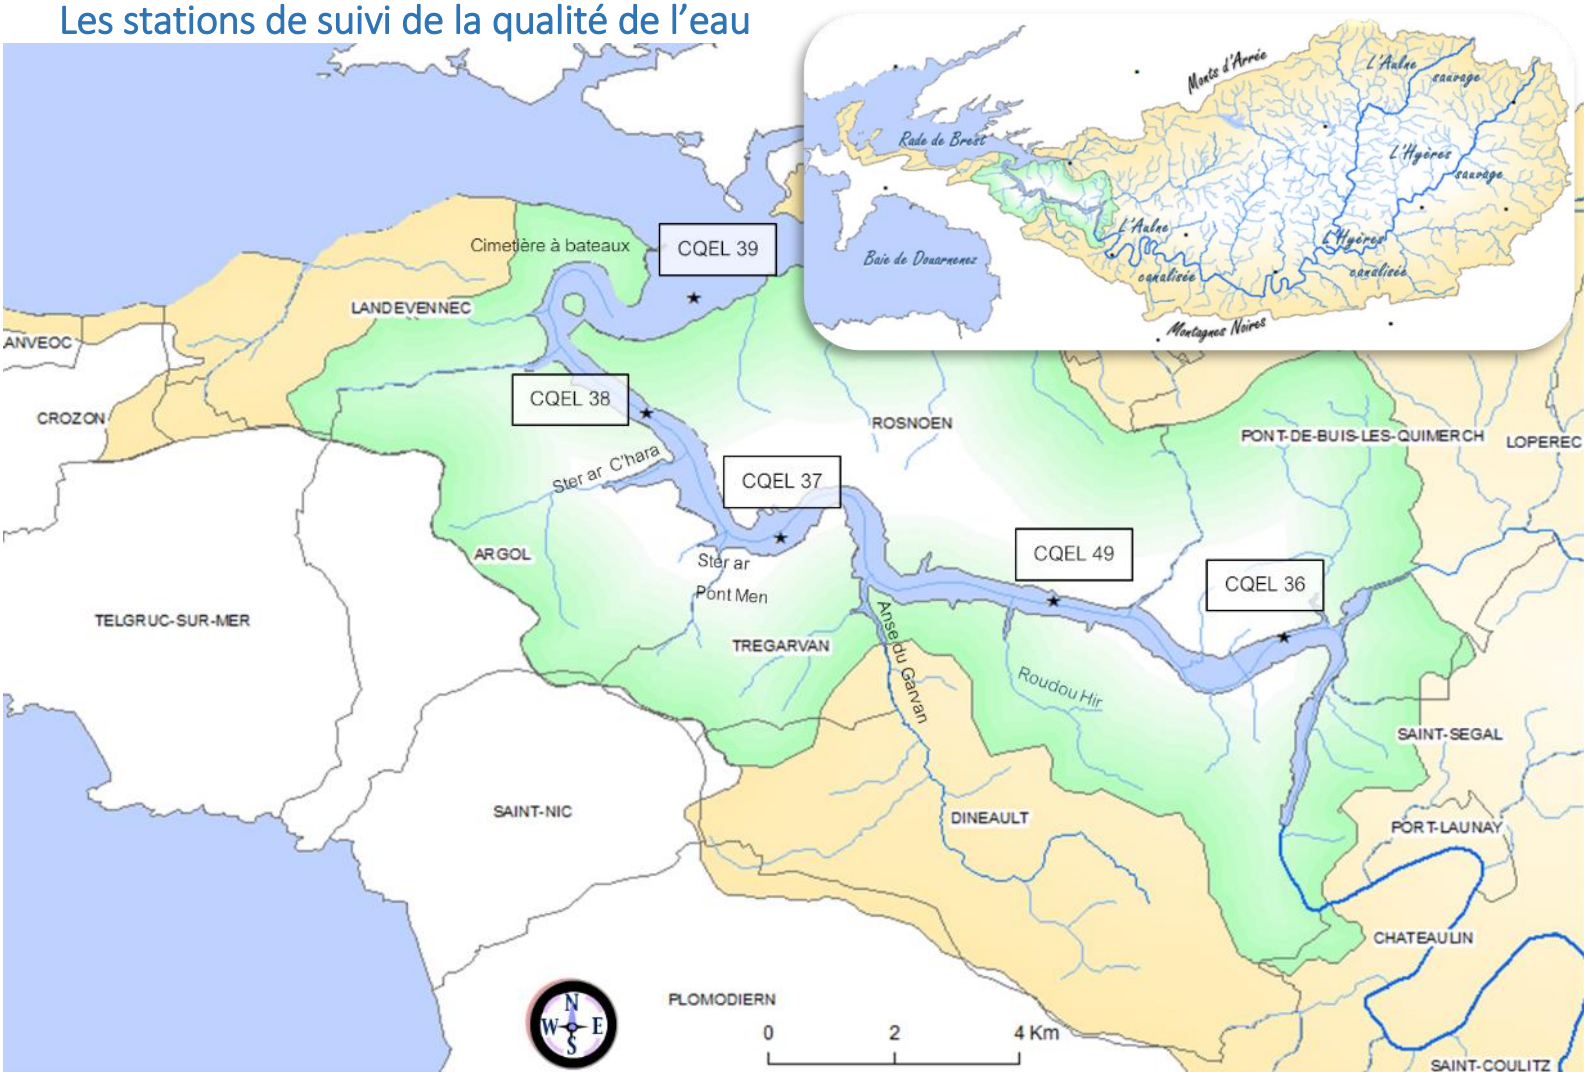 Les stations de suivi de la qualité de l'eau
Monts d'Arrée
L'Aulne
sauvage
Rade de Brest
L'Hyères
sauvage
L'Aulne
canalisée
L'Hyères
canalisée
Baie de Douarnenez
Montagnes Noires
Cimetière à bateaux
CQEL 39
LANDEVENNEC
ANVEOC
CROZON
CQEL 38
ROSNOEN
PONT-DE-BUIS-LES-QUIMERCH
LOPEREC
Ster ar C'hara
CQEL 37
ARGOL
CQEL 49
Ster ar
Pont Men
CQEL 36
TELGRUC-SUR-MER
TREGARVAN
Anse du Garvan
Roudou Hir
SAINT-SEGAL
SAINT-NIC
DINEAULT
PORT-LAUNAY
CHATEAULIN
PLOMODIERN
N
W E
S
0 2 4 Km
SAINT-COULITZ